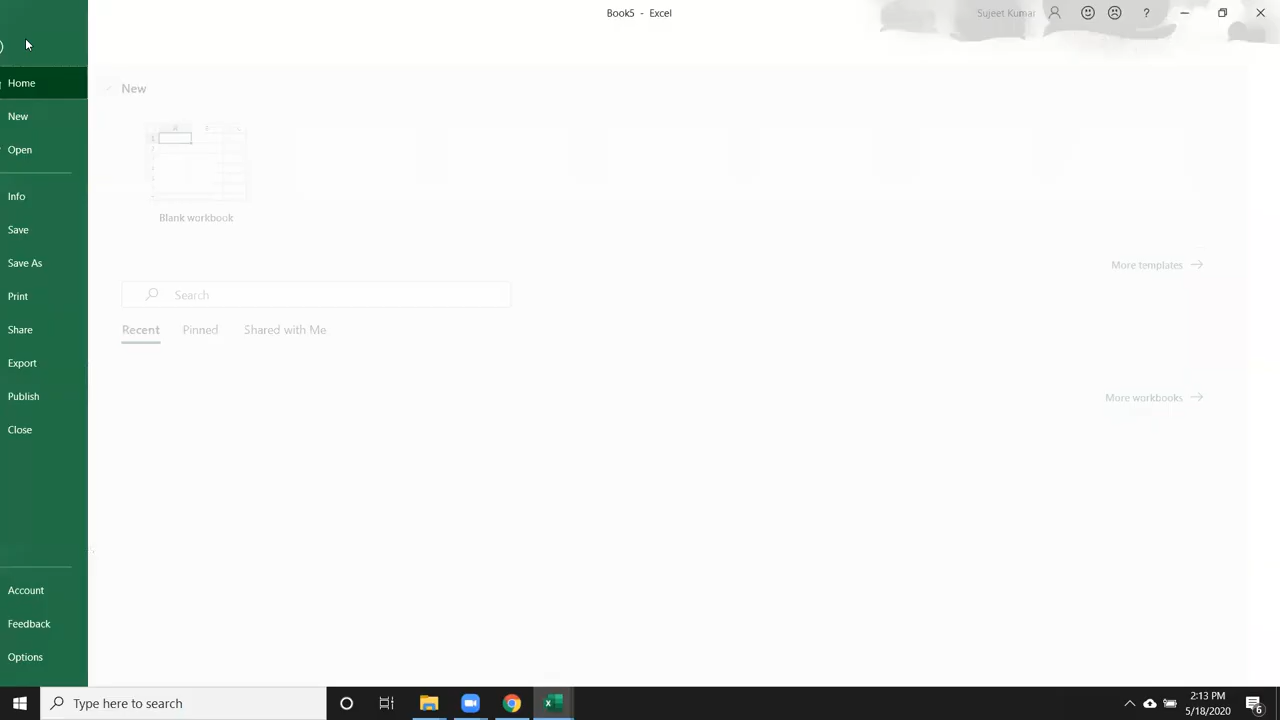 Book5 - Excel
Sujeet Kumar
?
Home
New
Open
Info
Save
Save As
Print
Share
Export
Publish
Close
Account
Feedback
Options
New
Blank workbook
More templates
Search
Recent Pinned Shared with Me
More workbooks
Type here to search
2:13 PM
5/18/2020
6